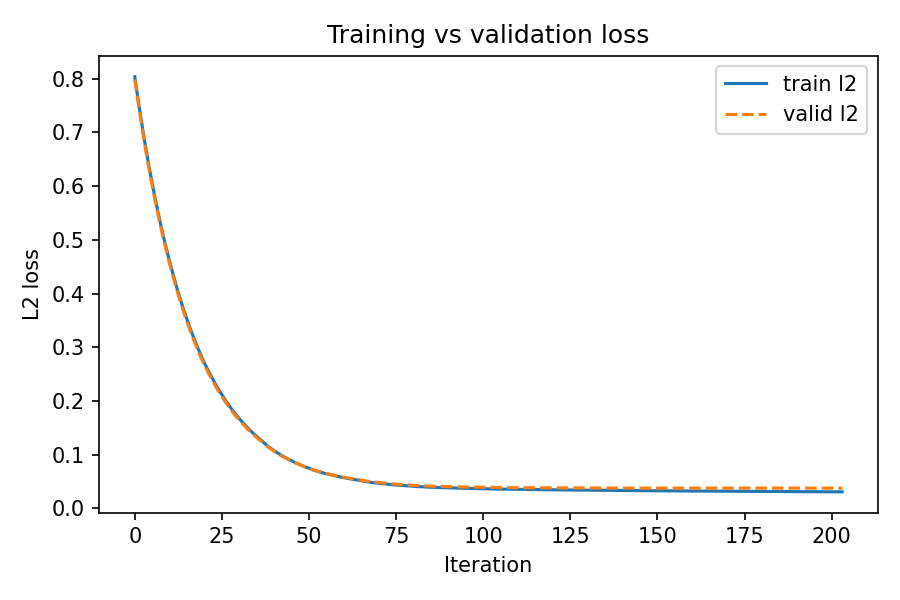 Training vs validation loss
train l2
valid l2
L2 loss
0.8
0.7
0.6
0.5
0.4
0.3
0.2
0.1
0.0
0 25 50 75 100 125 150 175 200
Iteration